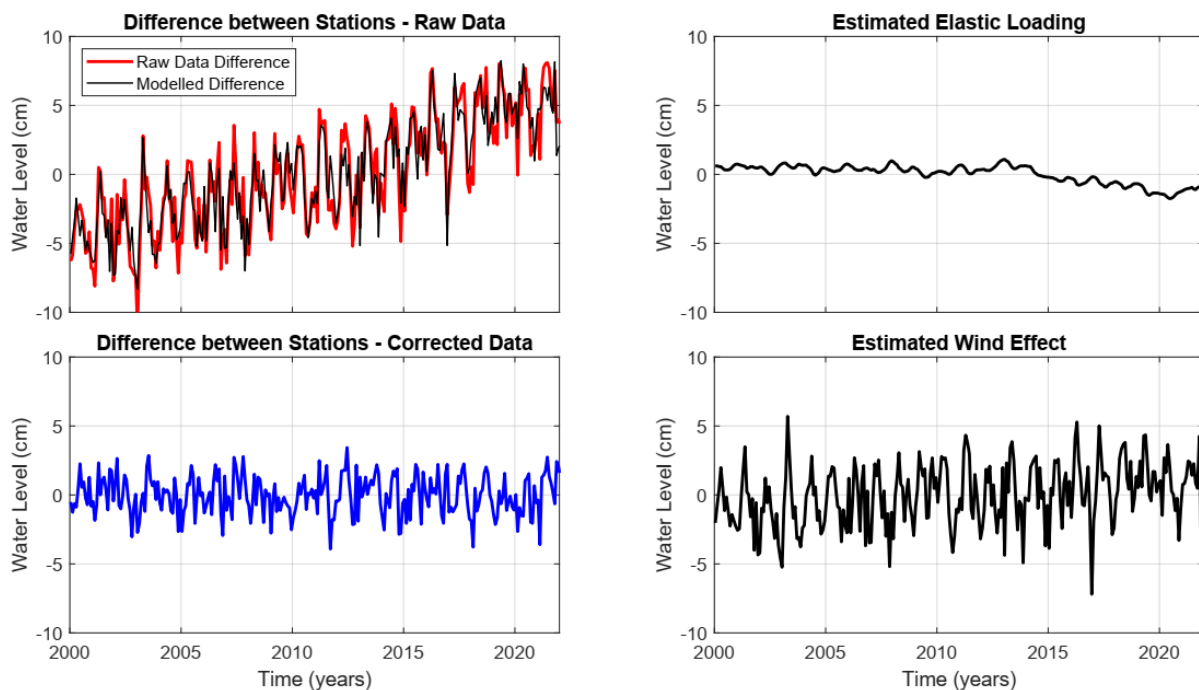 Difference between Stations - Raw Data
10
5
0
-5
-10
Water Level (cm)
Raw Data Difference
Modelled Difference
Estimated Elastic Loading
10
5
0
-5
-10
Water Level (cm)
Difference between Stations - Corrected Data
10
5
0
-5
-10
Water Level (cm)
2000
2005
2010
2015
2020
Time (years)
Estimated Wind Effect
10
5
0
-5
-10
Water Level (cm)
2000
2005
2010
2015
2020
Time (years)